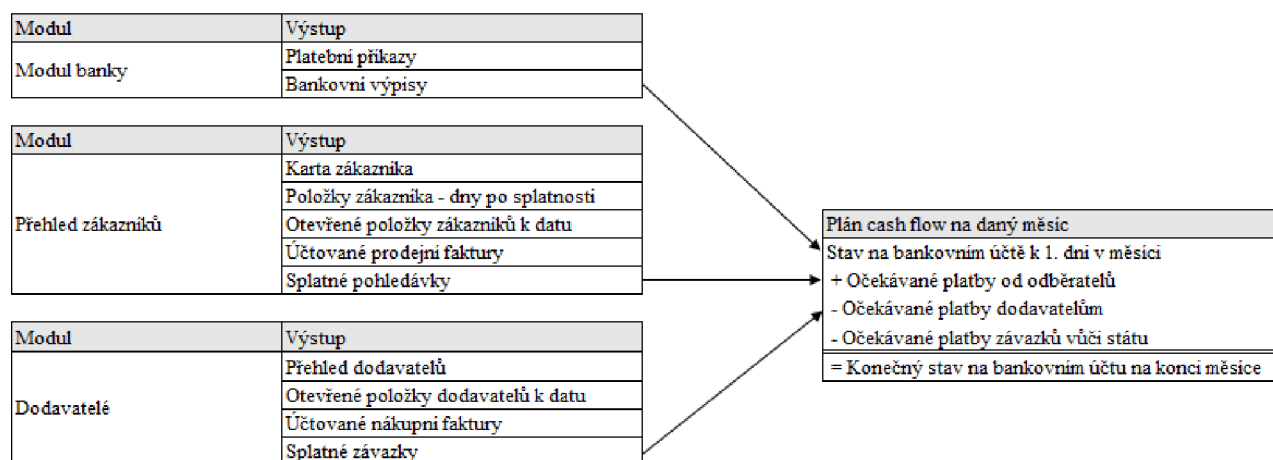 Modul Výstup
Modul banky
Platební příkazy
Bankovní výpisy
Modul Výstup
Přehled zákazníků
Karta zákazníka
Položky zákazníka - dny po splatnosti
Otevřené položky zákazníků k datu
Účtované prodejní faktury
Splatné pohledávky
Modul Výstup
Dodavatelé
Přehled dodavatelů
Otevřené položky dodavatelů k datu
Účtované nákupní faktury
Splatné závazky
Plán cash flow na daný měsíc
Stav na bankovním účtě k 1. dni v měsíci
+ Očekávané platby od odběratelů
- Očekávané platby dodavatelům
- Očekávané platby závazků vůči státu
= Konečný stav na bankovním účtu na konci měsíce